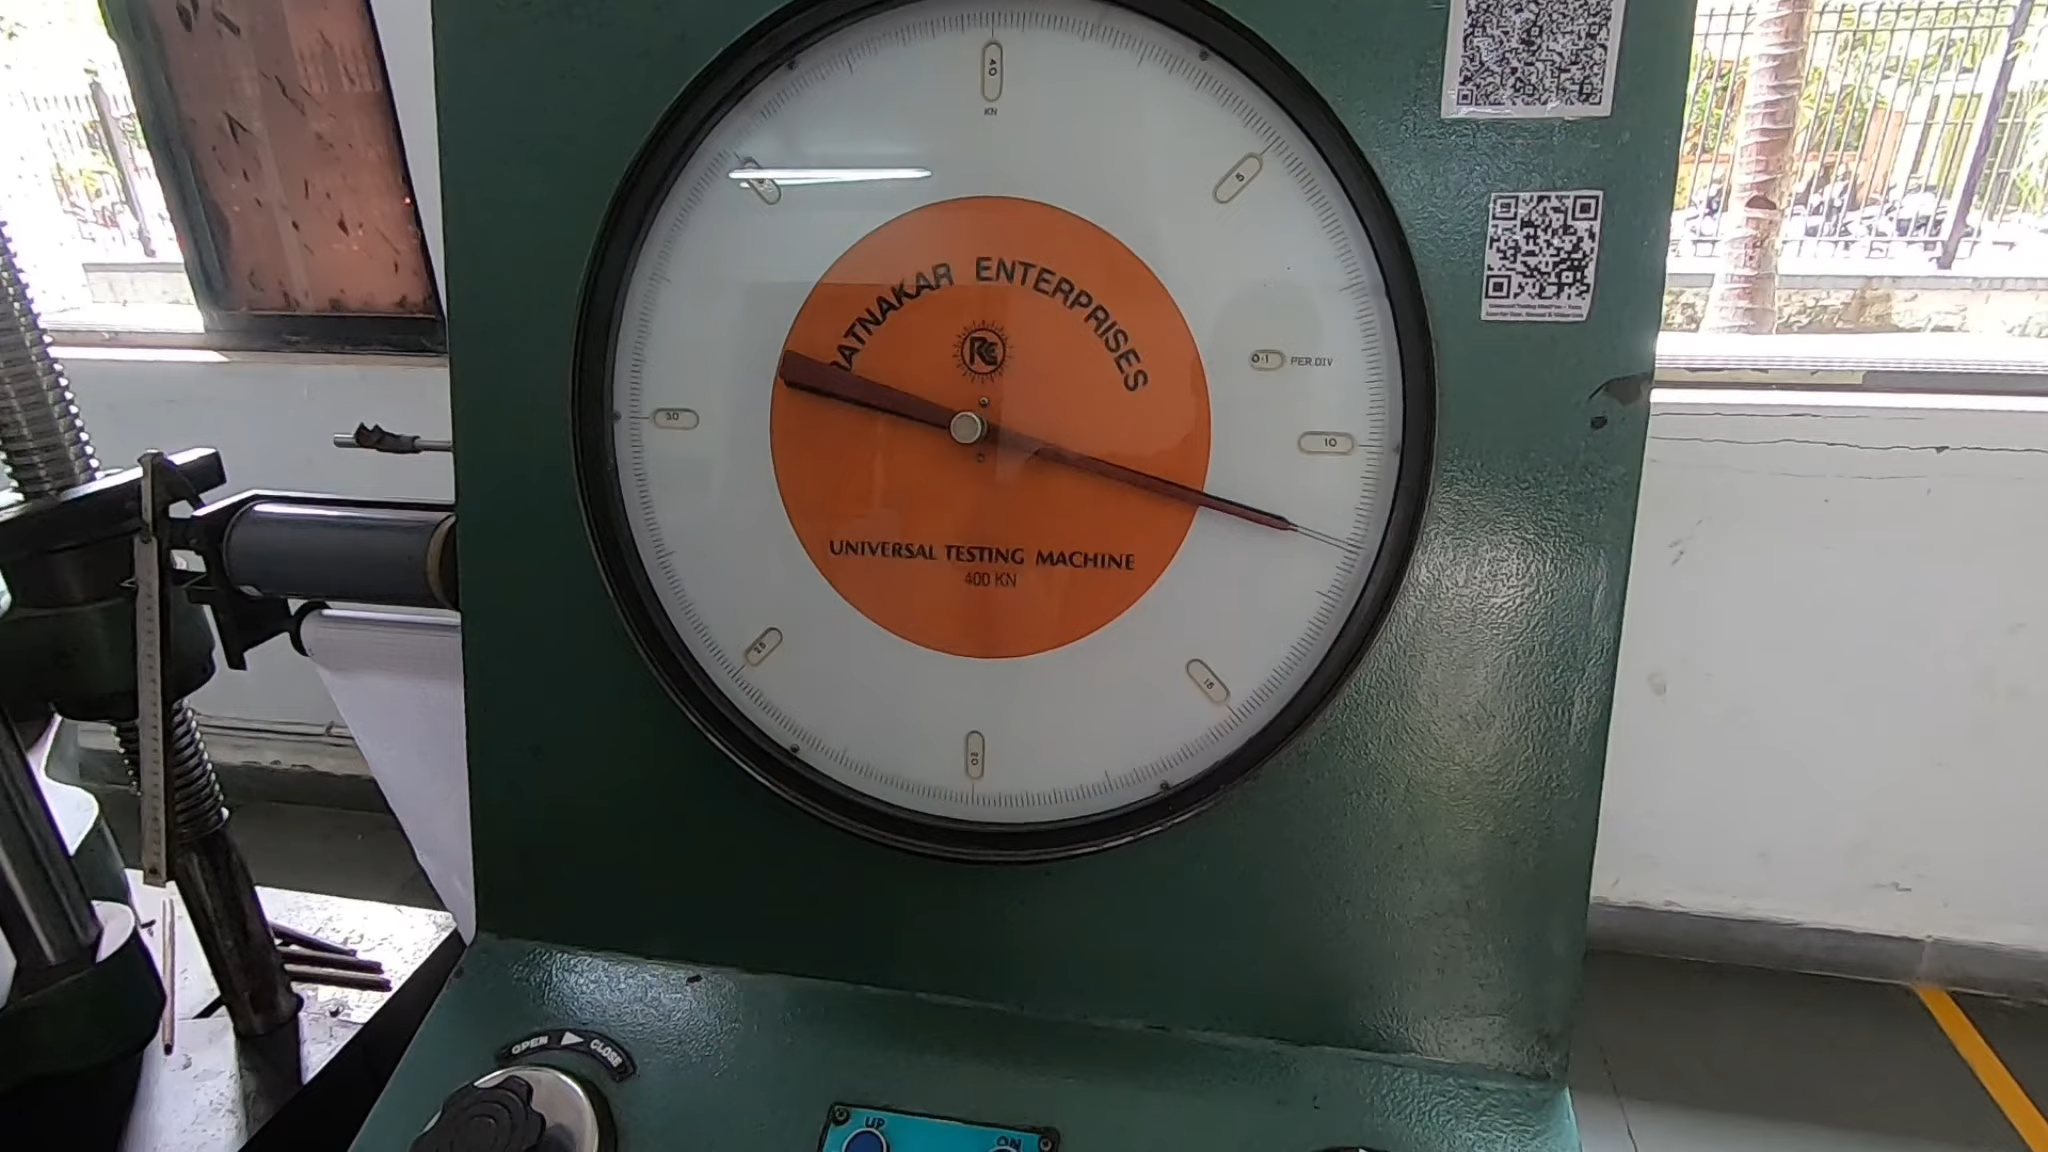 40
KN
5
RATNAKAR ENTERPRISES
RE
0.1 PER.DIV
30
10
UNIVERSAL TESTING MACHINE
400 KN
25
15
20
OPEN CLOSE
UP
ON